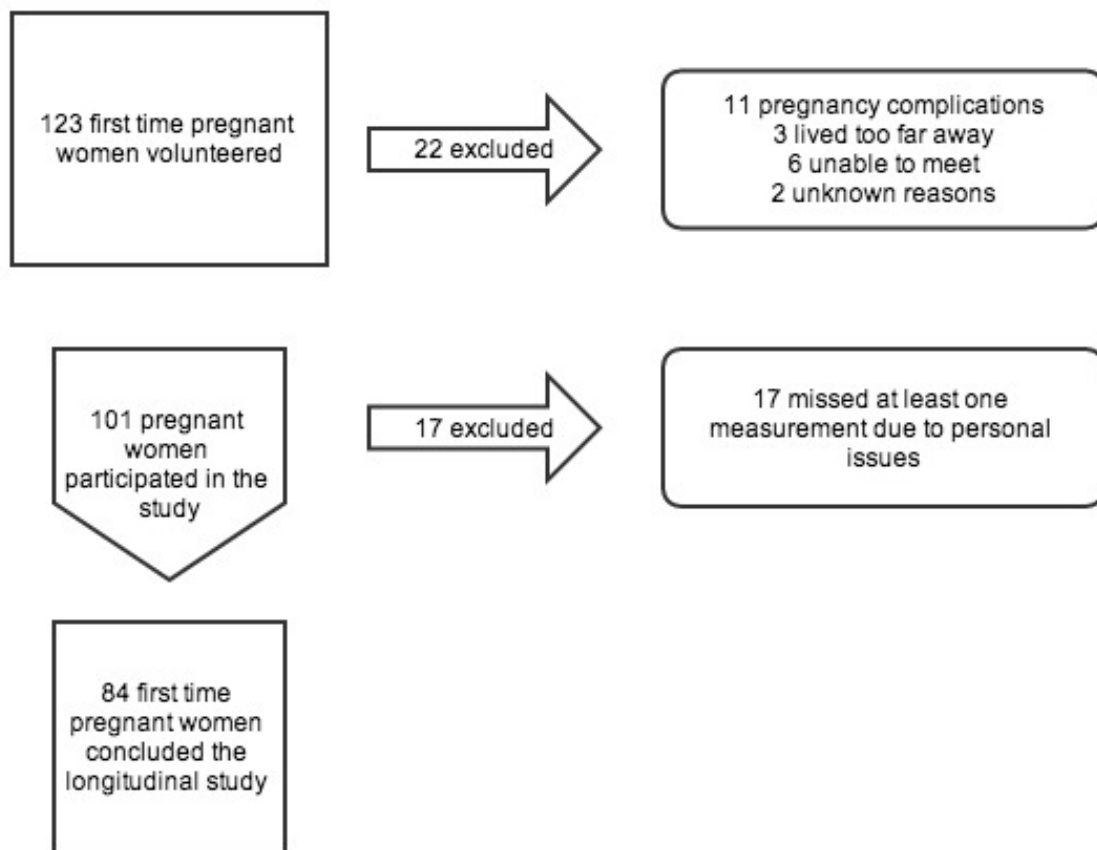 123 first time pregnant
women volunteered
22 excluded
11 pregnancy complications
3 lived too far away
6 unable to meet
2 unknown reasons
101 pregnant
women
participated in the
study
17 excluded
17 missed at least one
measurement due to personal
issues
84 first time
pregnant women
concluded the
longitudinal study